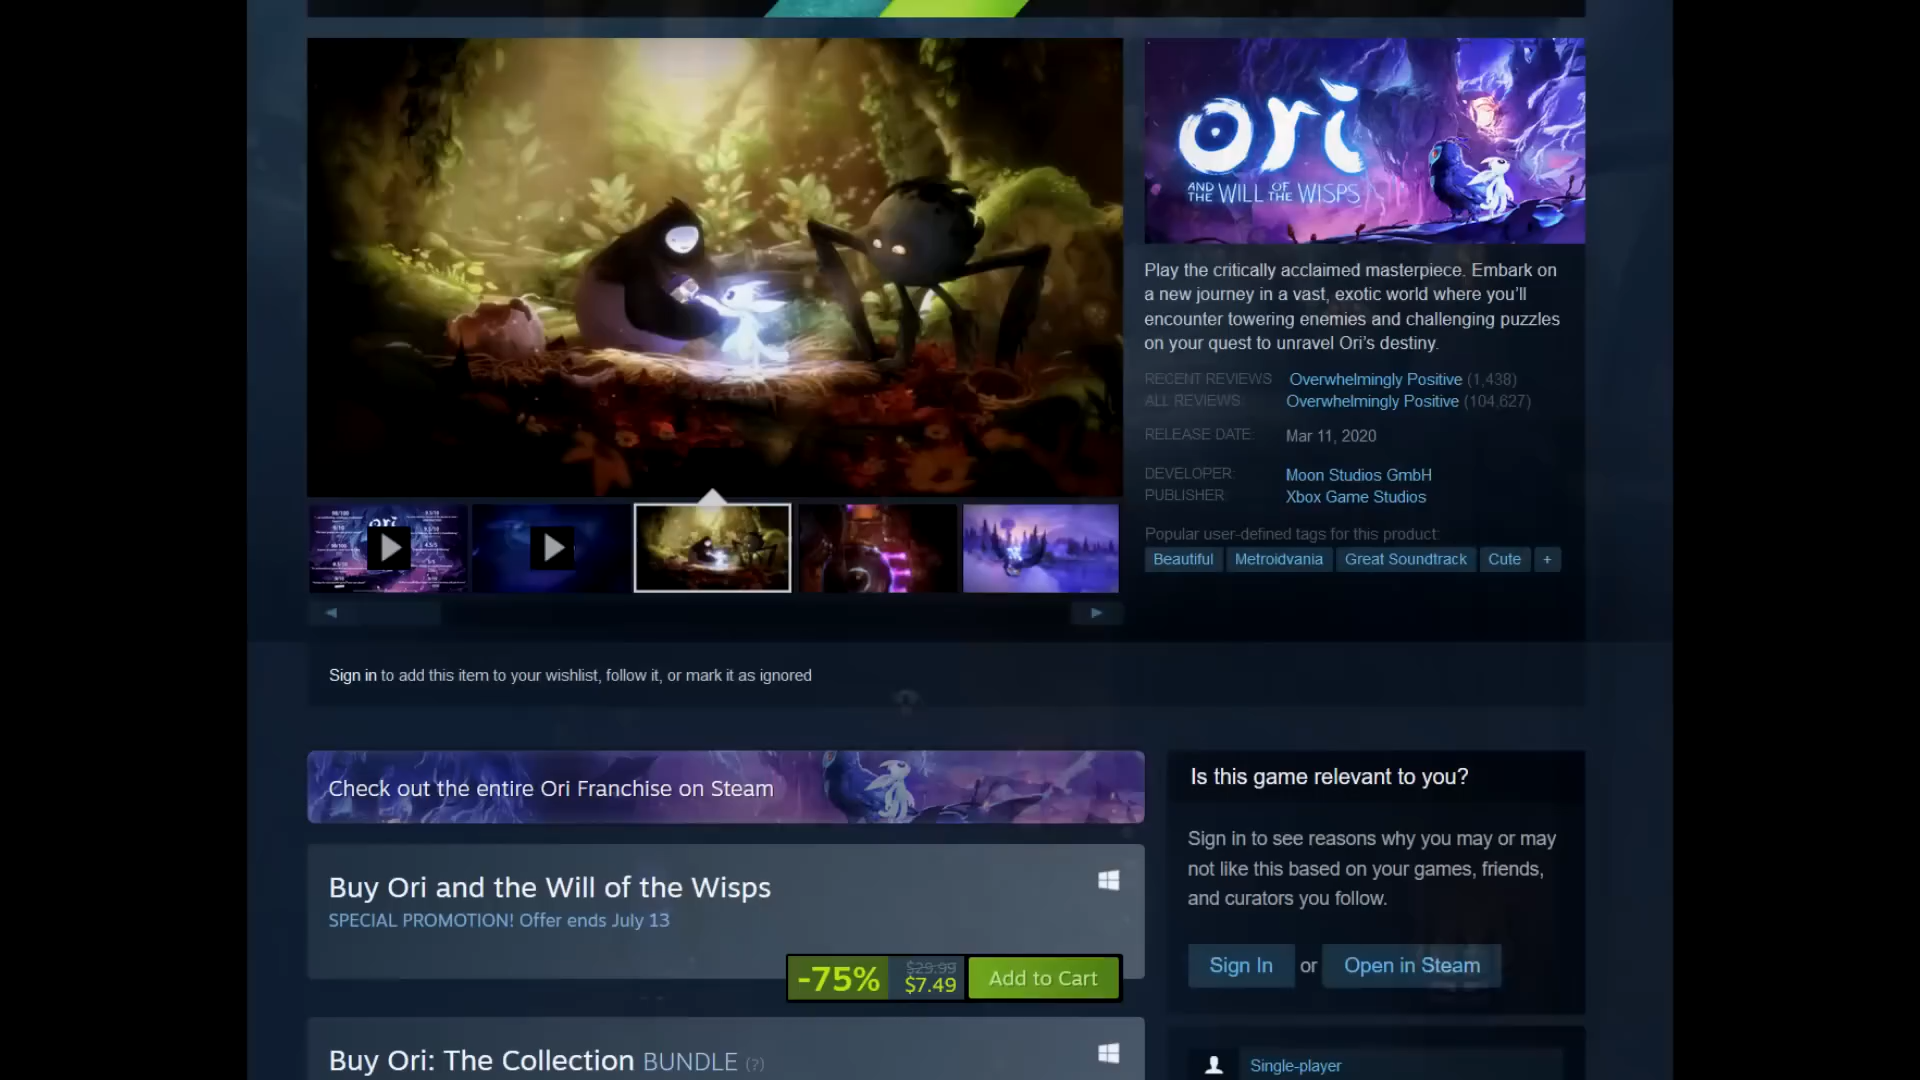 ori
AND THE WILL OF THE WISPS
Play the critically acclaimed masterpiece. Embark on
a new journey in a vast, exotic world where you'll
encounter towering enemies and challenging puzzles
on your quest to unravel Ori's destiny.
RECENT REVIEWS Overwhelmingly Positive (1,438)
ALL REVIEWS: Overwhelmingly Positive (104,627)
RELEASE DATE: Mar 11, 2020
DEVELOPER: Moon Studios GmbH
PUBLISHER: Xbox Game Studios
Popular user-defined tags for this product:
Beautiful Metroidvania Great Soundtrack Cute +
Sign in to add this item to your wishlist, follow it, or mark it as ignored
Check out the entire Ori Franchise on Steam
Buy Ori and the Will of the Wisps
SPECIAL PROMOTION! Offer ends July 13
-75% $29.99 $7.49 Add to Cart
Buy Ori: The Collection BUNDLE (?)
Is this game relevant to you?
Sign in to see reasons why you may or may
not like this based on your games, friends,
and curators you follow.
Sign In or Open in Steam
Single-player